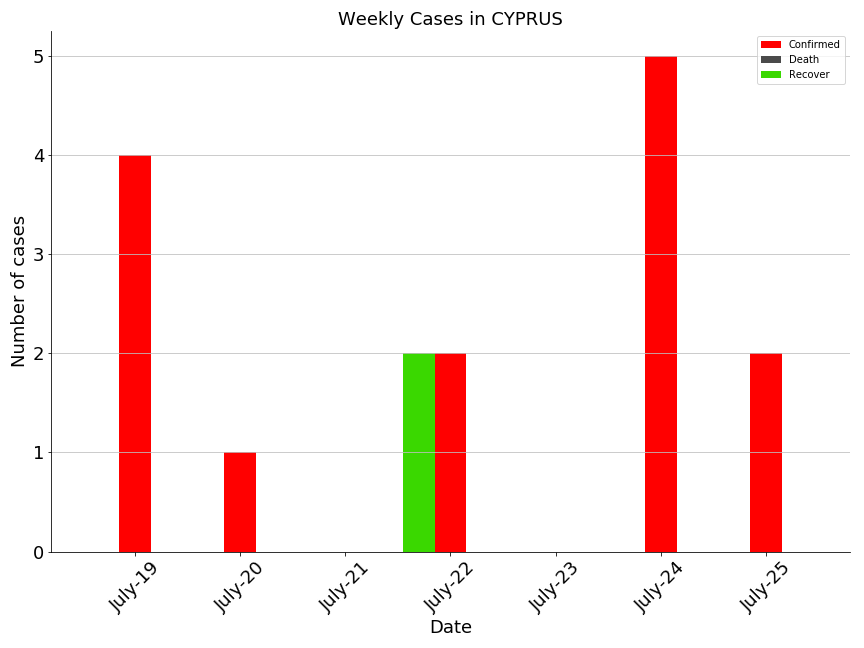 Weekly Cases in CYPRUS
Confirmed
Death
Recover
Number of cases
5
4
3
2
1
0
July-19
July-20
July-21
July-22
July-23
July-24
July-25
Date